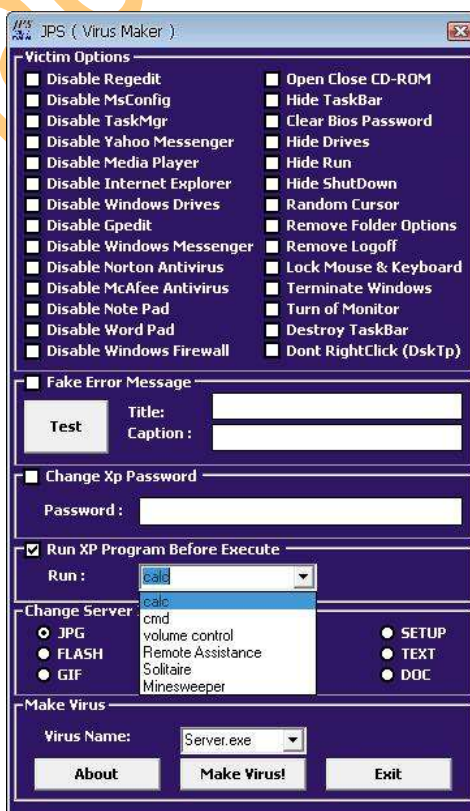 JPS ( Virus Maker )
Victim Options
Disable Regedit
Disable MsConfig
Disable TaskMgr
Disable Yahoo Messenger
Disable Media Player
Disable Internet Explorer
Disable Windows Drives
Disable Gpedit
Disable Windows Messenger
Disable Norton Antivirus
Disable McAfee Antivirus
Disable Note Pad
Disable Word Pad
Disable Windows Firewall
Open Close CD-ROM
Hide TaskBar
Clear Bios Password
Hide Drives
Hide Run
Hide ShutDown
Random Cursor
Remove Folder Options
Remove Logoff
Lock Mouse & Keyboard
Terminate Windows
Turn of Monitor
Destroy TaskBar
Dont RightClick (DskTp)
Fake Error Message
Test
Title:
Caption :
Change Xp Password
Password :
Run XP Program Before Execute
Run :
calc
calc
cmd
volume control
Remote Assistance
Solitaire
Minesweeper
Change Server
JPG
FLASH
GIF
SETUP
TEXT
DOC
Make Virus
Virus Name:
Server.exe
About
Make Virus!
Exit